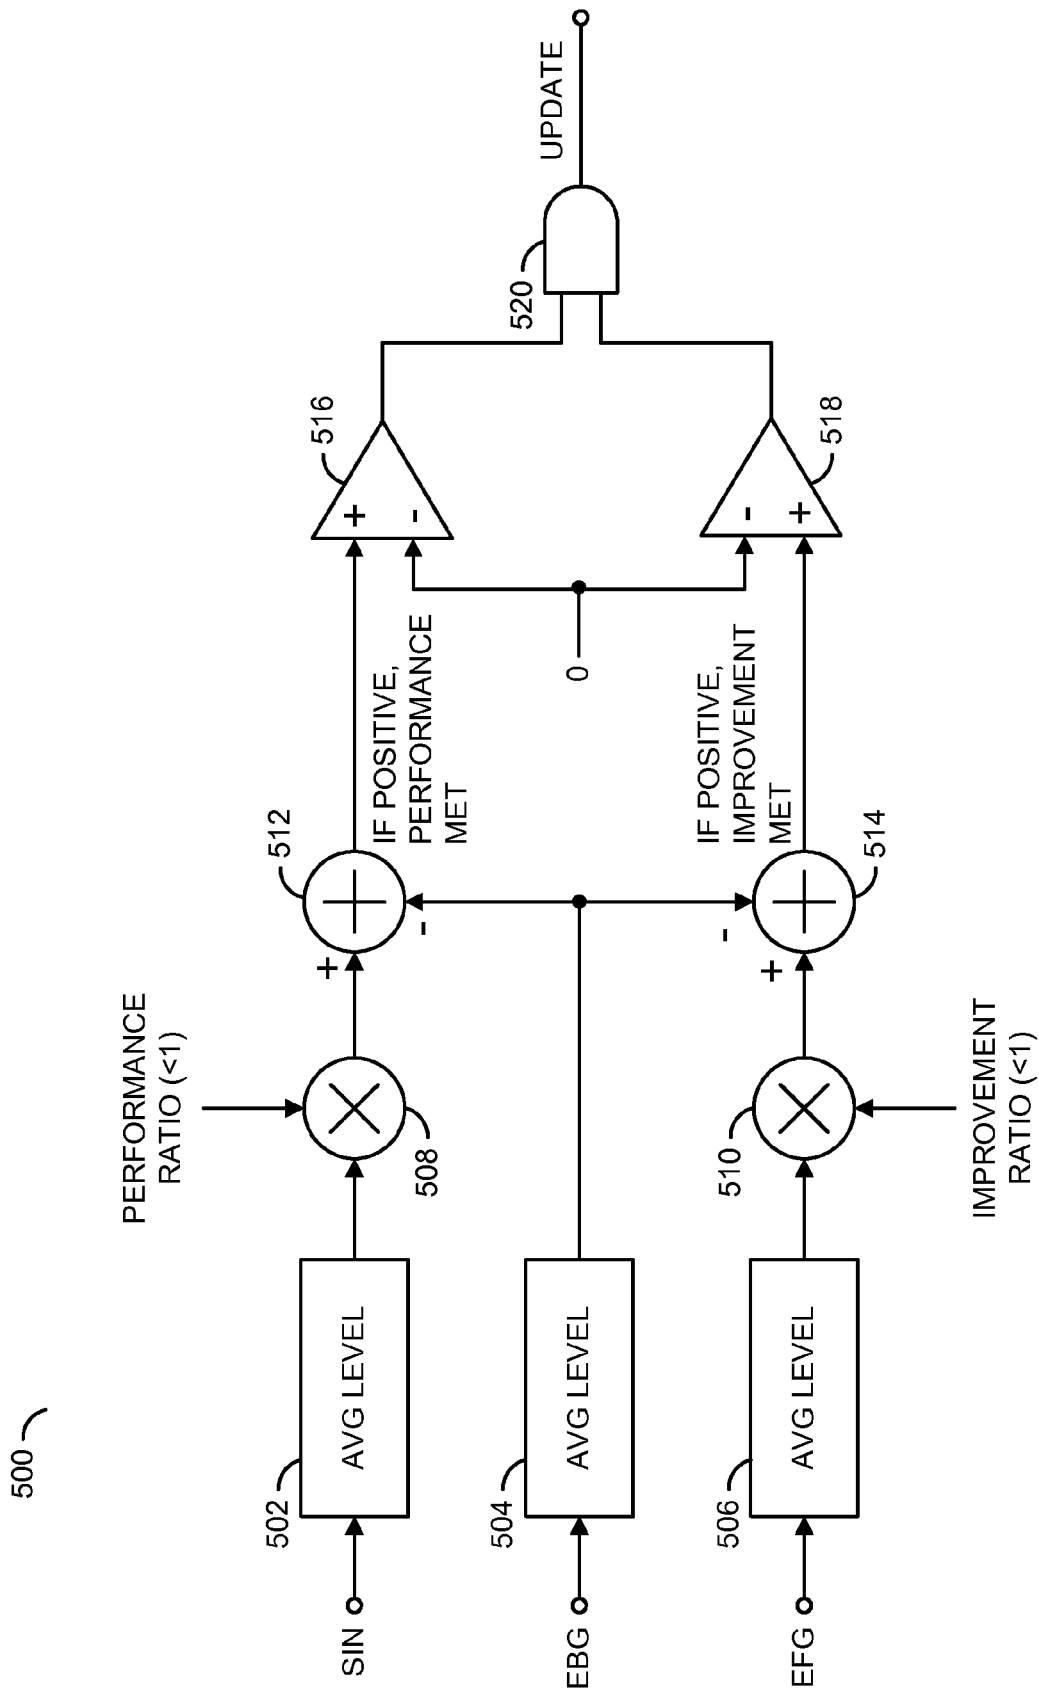 500
SIN
502
AVG LEVEL
508
PERFORMANCE
RATIO (<1)
+
-
512
IF POSITIVE,
PERFORMANCE
MET
+
-
516
EBG
504
AVG LEVEL
0
520
UPDATE
EFG
506
AVG LEVEL
510
IMPROVEMENT
RATIO (<1)
-
+
514
IF POSITIVE,
IMPROVEMENT
MET
-
+
518